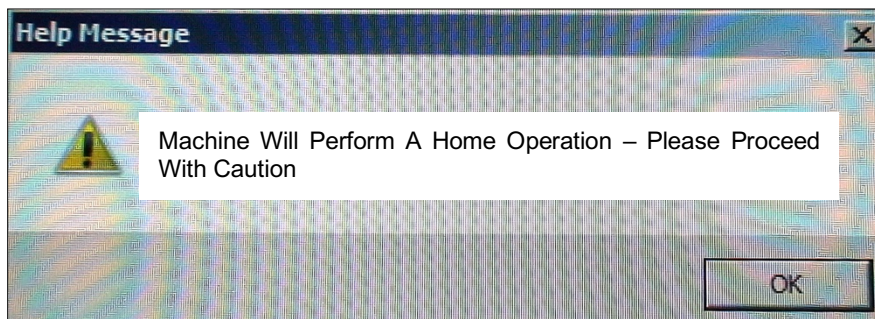 Help Message
Machine Will Perform A Home Operation – Please Proceed
With Caution
OK